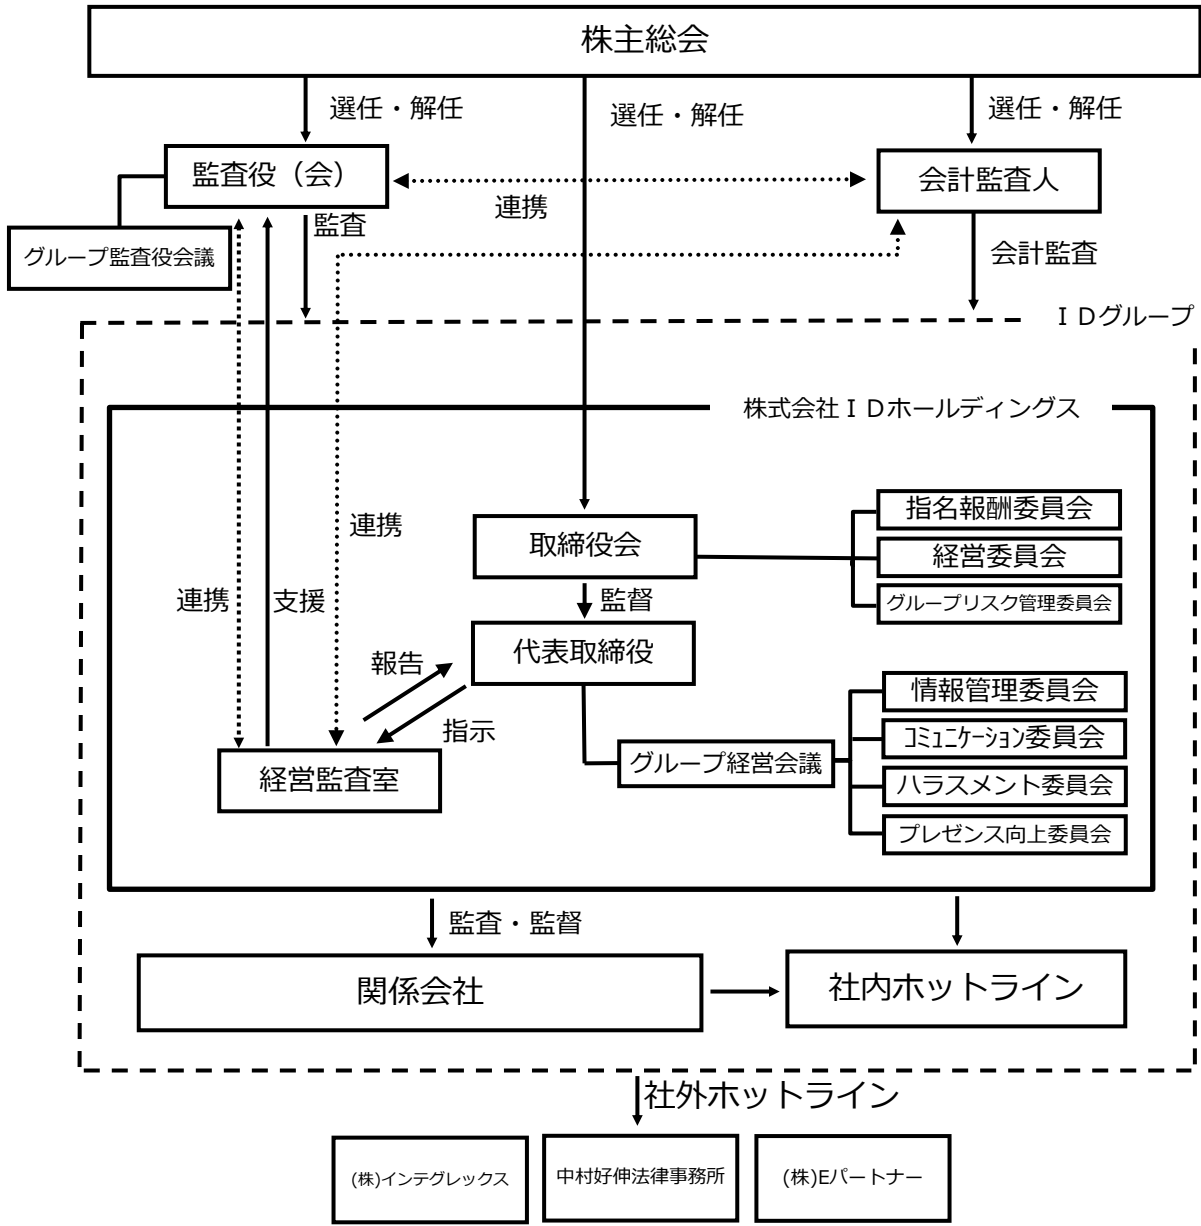 株主総会
選任・解任
選任・解任
選任・解任
監査役（会）
会計監査人
連携
監査
グループ監査役会議
会計監査
ＩＤグループ
株式会社ＩＤホールディングス
指名報酬委員会
連携
取締役会
経営委員会
連携
支援
監督
グループリスク管理委員会
代表取締役
報告
情報管理委員会
指示
ｺﾐｭﾆｹｰｼｮﾝ委員会
グループ経営会議
経営監査室
ハラスメント委員会
プレゼンス向上委員会
監査・監督
関係会社
社内ホットライン
社外ホットライン
(株)インテグレックス
中村好伸法律事務所
(株)Eパートナー